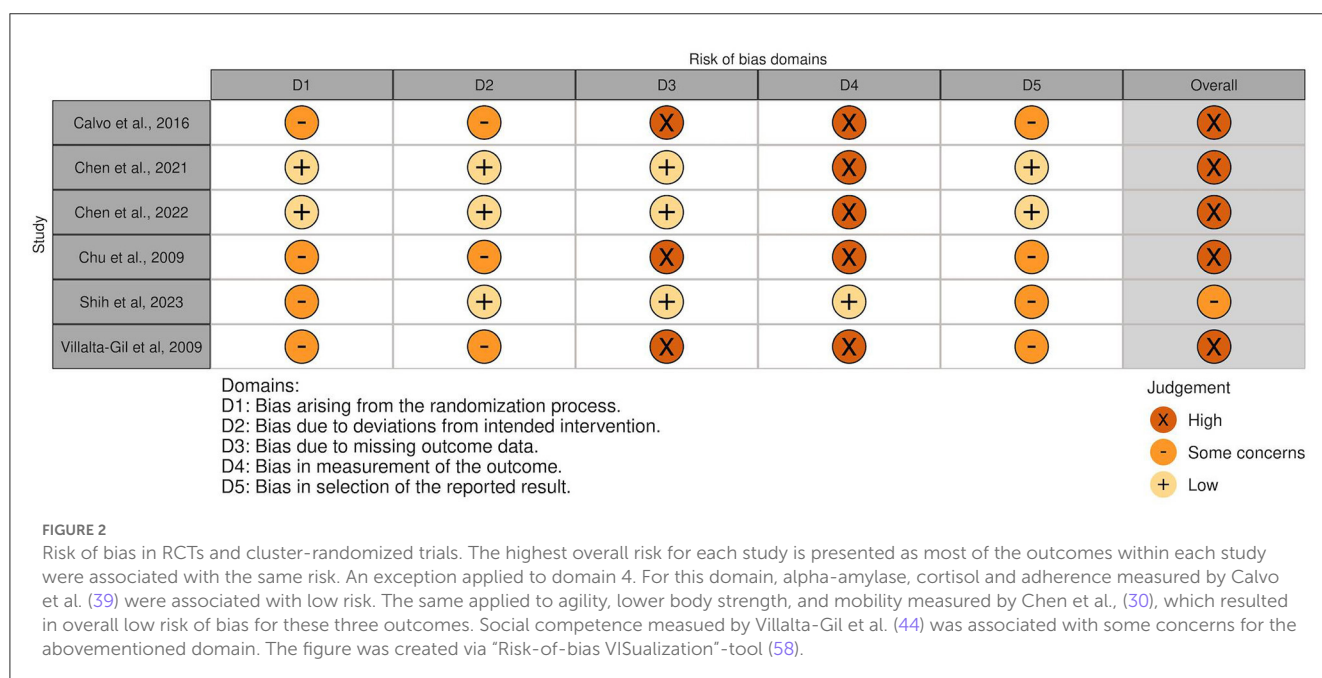 Risk of bias domains
D1 D2 D3 D4 D5 Overall
Study
Calvo et al., 2016 - - X X - X
Chen et al., 2021 + + + X + X
Chen et al., 2022 + + + X + X
Chu et al., 2009 - - X X - X
Shih et al, 2023 - + + + - -
Villalta-Gil et al, 2009 - - X X - X
Domains:
D1: Bias arising from the randomization process.
D2: Bias due to deviations from intended intervention.
D3: Bias due to missing outcome data.
D4: Bias in measurement of the outcome.
D5: Bias in selection of the reported result.
Judgement
X High
- Some concerns
+ Low
FIGURE 2
Risk of bias in RCTs and cluster-randomized trials. The highest overall risk for each study is presented as most of the outcomes within each study
were associated with the same risk. An exception applied to domain 4. For this domain, alpha-amylase, cortisol and adherence measured by Calvo
et al. (39) were associated with low risk. The same applied to agility, lower body strength, and mobility measured by Chen et al., (30), which resulted
in overall low risk of bias for these three outcomes. Social competence measued by Villalta-Gil et al. (44) was associated with some concerns for the
abovementioned domain. The figure was created via "Risk-of-bias VISualization"-tool (58).